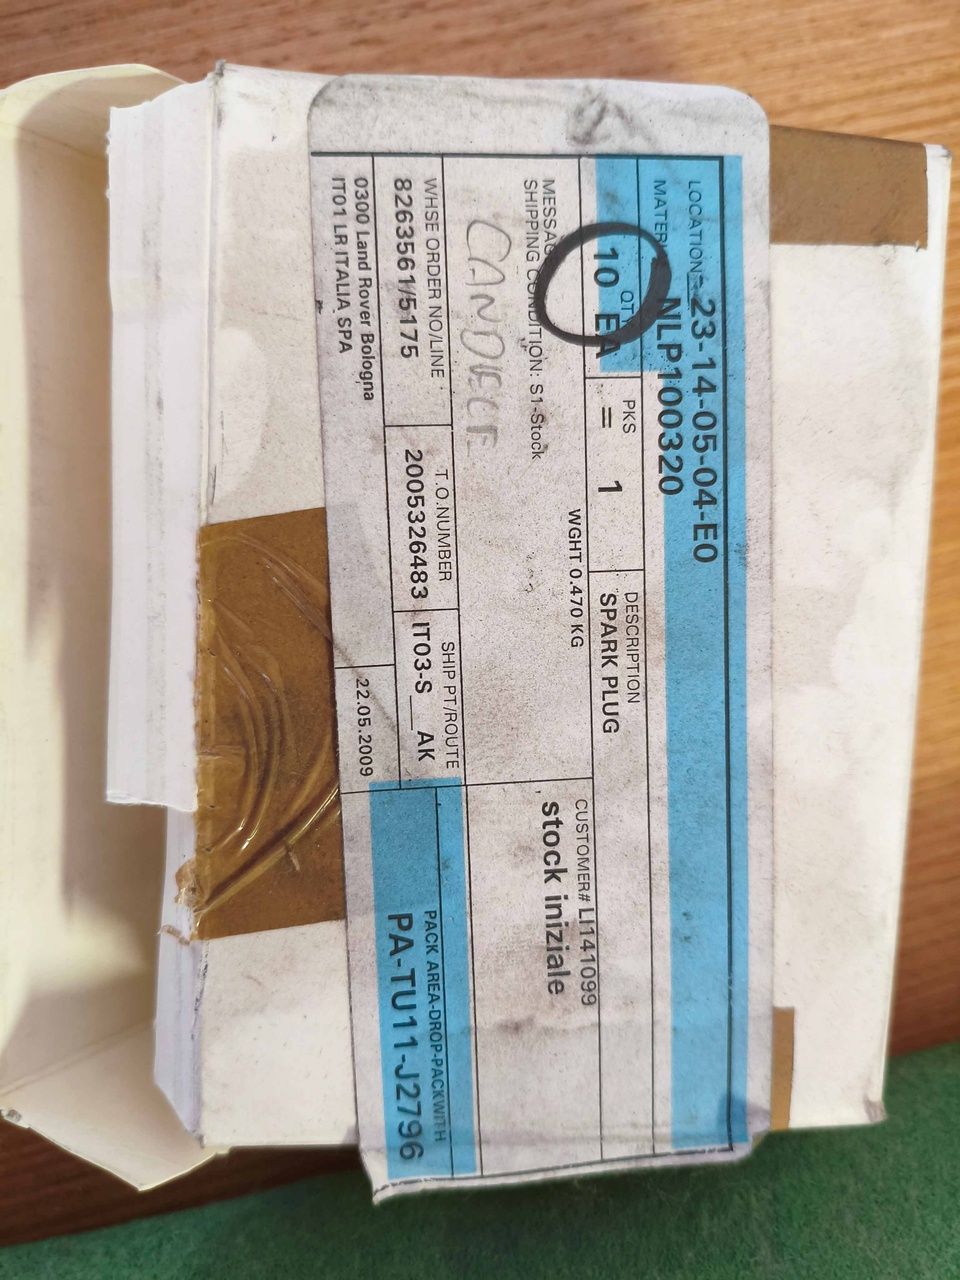 LOCATION- 23-14-05-04-E0
MATERI NLP100320
QTY PKS DESCRIPTION
10 EA = 1 SPARK PLUG
WGHT 0.470 KG
MESSAG
SHIPPING CONDITION: S1-Stock
CUSTOMER# LI141099
stock iniziale
CANDELE
WHSE ORDER NO/LINE T.O.NUMBER SHIP PT/ROUTE PACK AREA-DROP-PACKWITH
8263561/5175 2005326483 IT03-S__AK PA-TU11-J2796
0300 Land Rover Bologna
IT01 LR ITALIA SPA
22.05.2009